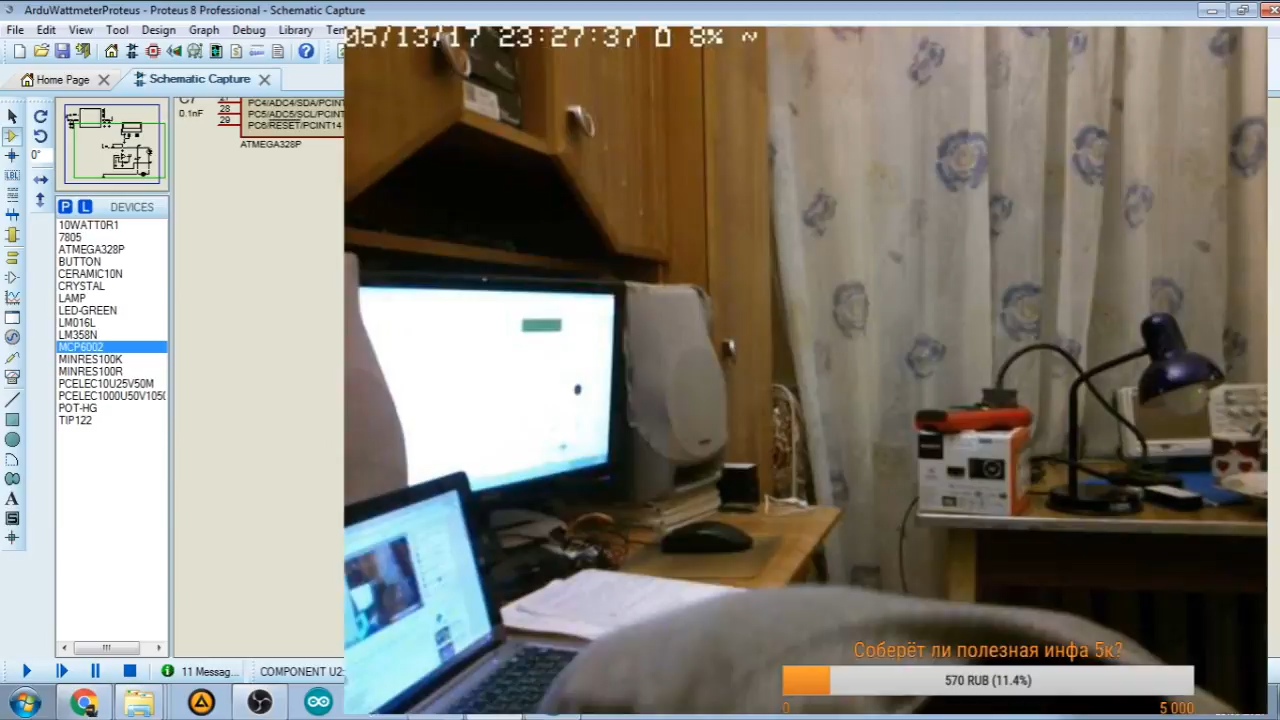 ArduWattmeterProteus - Proteus 8 Professional - Schematic Capture
File Edit View Tool Design Graph Debug Library
05/13/17 23:27:37 8% ~
Home Page
Schematic Capture
C7
0.1nF
28
29
PC4/ADC4/SDA/PCINT
PC5/ADC5/SCL/PCINT
PC6/RESET/PCINT14
ATMEGA328P
0°
LBL
P L DEVICES
10WATT0R1
7805
ATMEGA328P
BUTTON
CERAMIC10N
CRYSTAL
LAMP
LED-GREEN
LM016L
LM358N
MCP6002
MINRES100K
MINRES100R
PCELEC10U25V50M
PCELEC1000U50V105
POT-HG
TIP122
A
S
11 Messag...
COMPONENT U2:
Соберёт ли полезная инфа 5к?
570 RUB (11.4%)
0
5 000